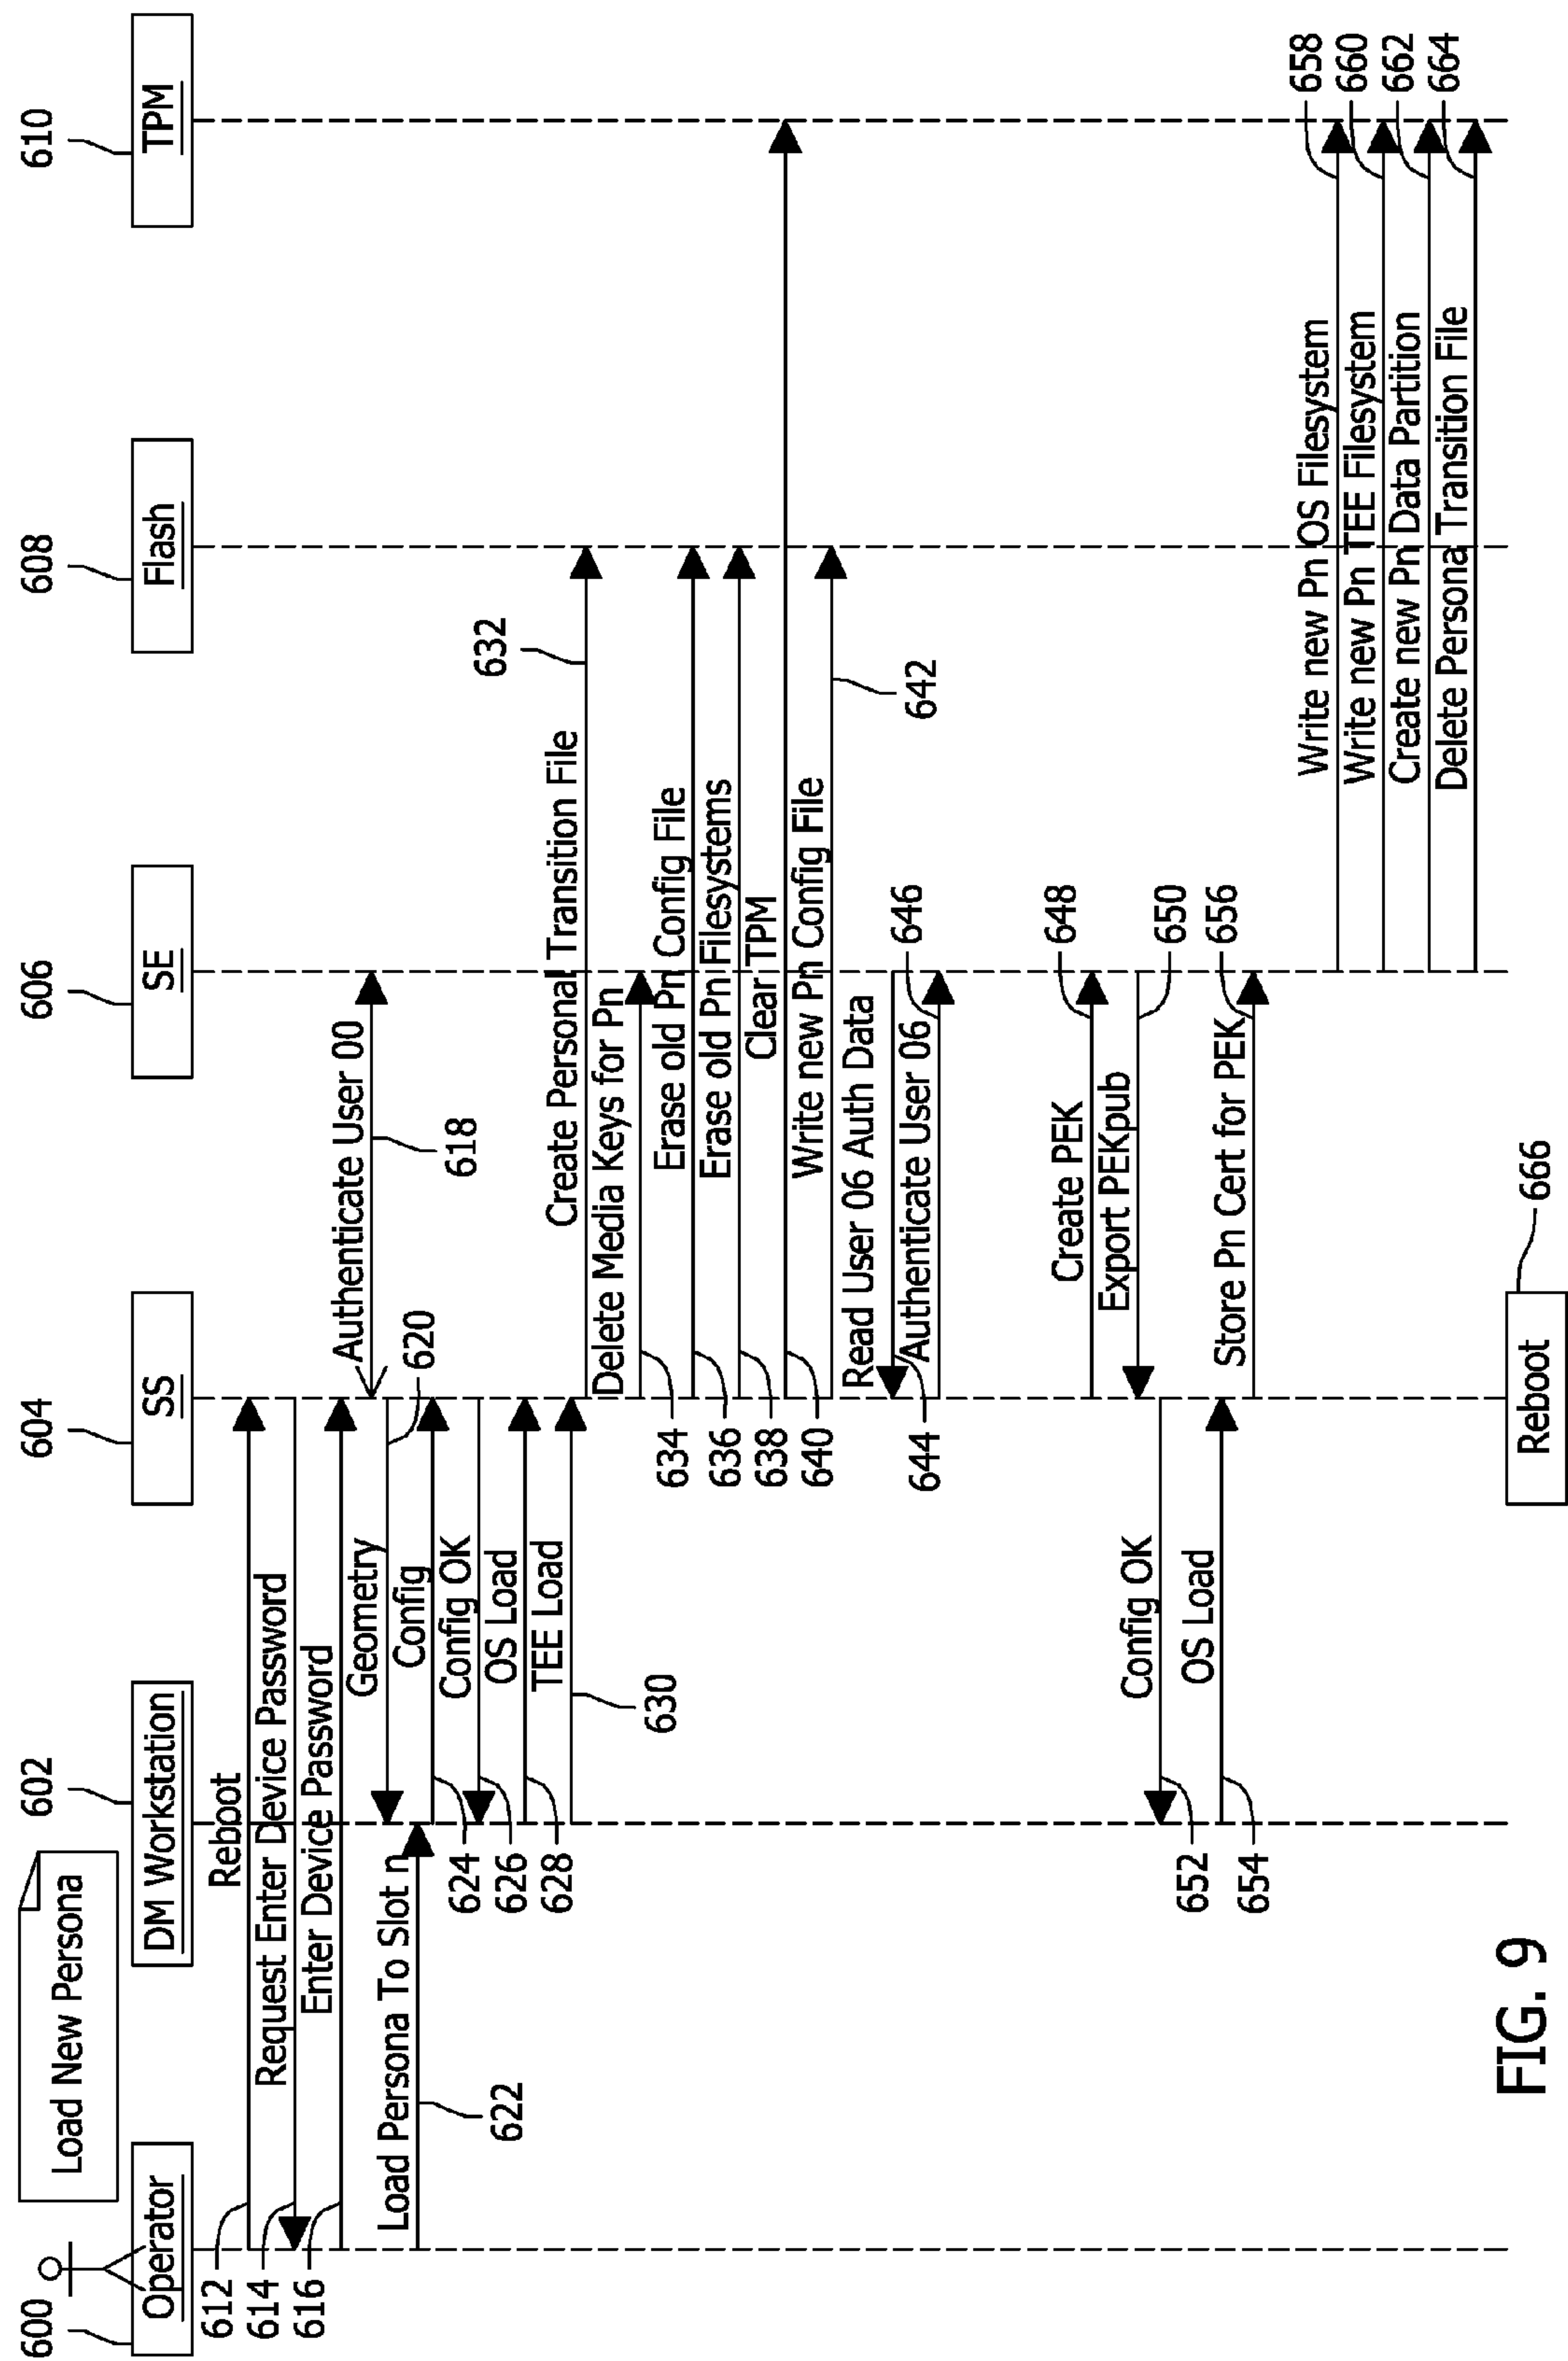 Load New Persona
600
602
604
606
608
610
Operator
DM Workstation
SS
SE
Flash
TPM
Reboot
612
Request Enter Device Password
614
Enter Device Password
616
Authenticate User 00
618
Geometry
620
Load Persona To Slot n
622
Config
624
Config OK
626
OS Load
628
TEE Load
630
Create Personal Transition File
632
Delete Media Keys for Pn
634
Erase old Pn Config File
636
Erase old Pn Filesystems
638
Clear TPM
640
Write new Pn Config File
642
Read User 06 Auth Data
644
Authenticate User 06
646
Create PEK
648
Export PEKpub
650
Config OK
652
OS Load
654
Store Pn Cert for PEK
656
Write new Pn OS Filesystem
658
Write new Pn TEE Filesystem
660
Create new Pn Data Partition
662
Delete Persona Transition File
664
Reboot
666
FIG. 9